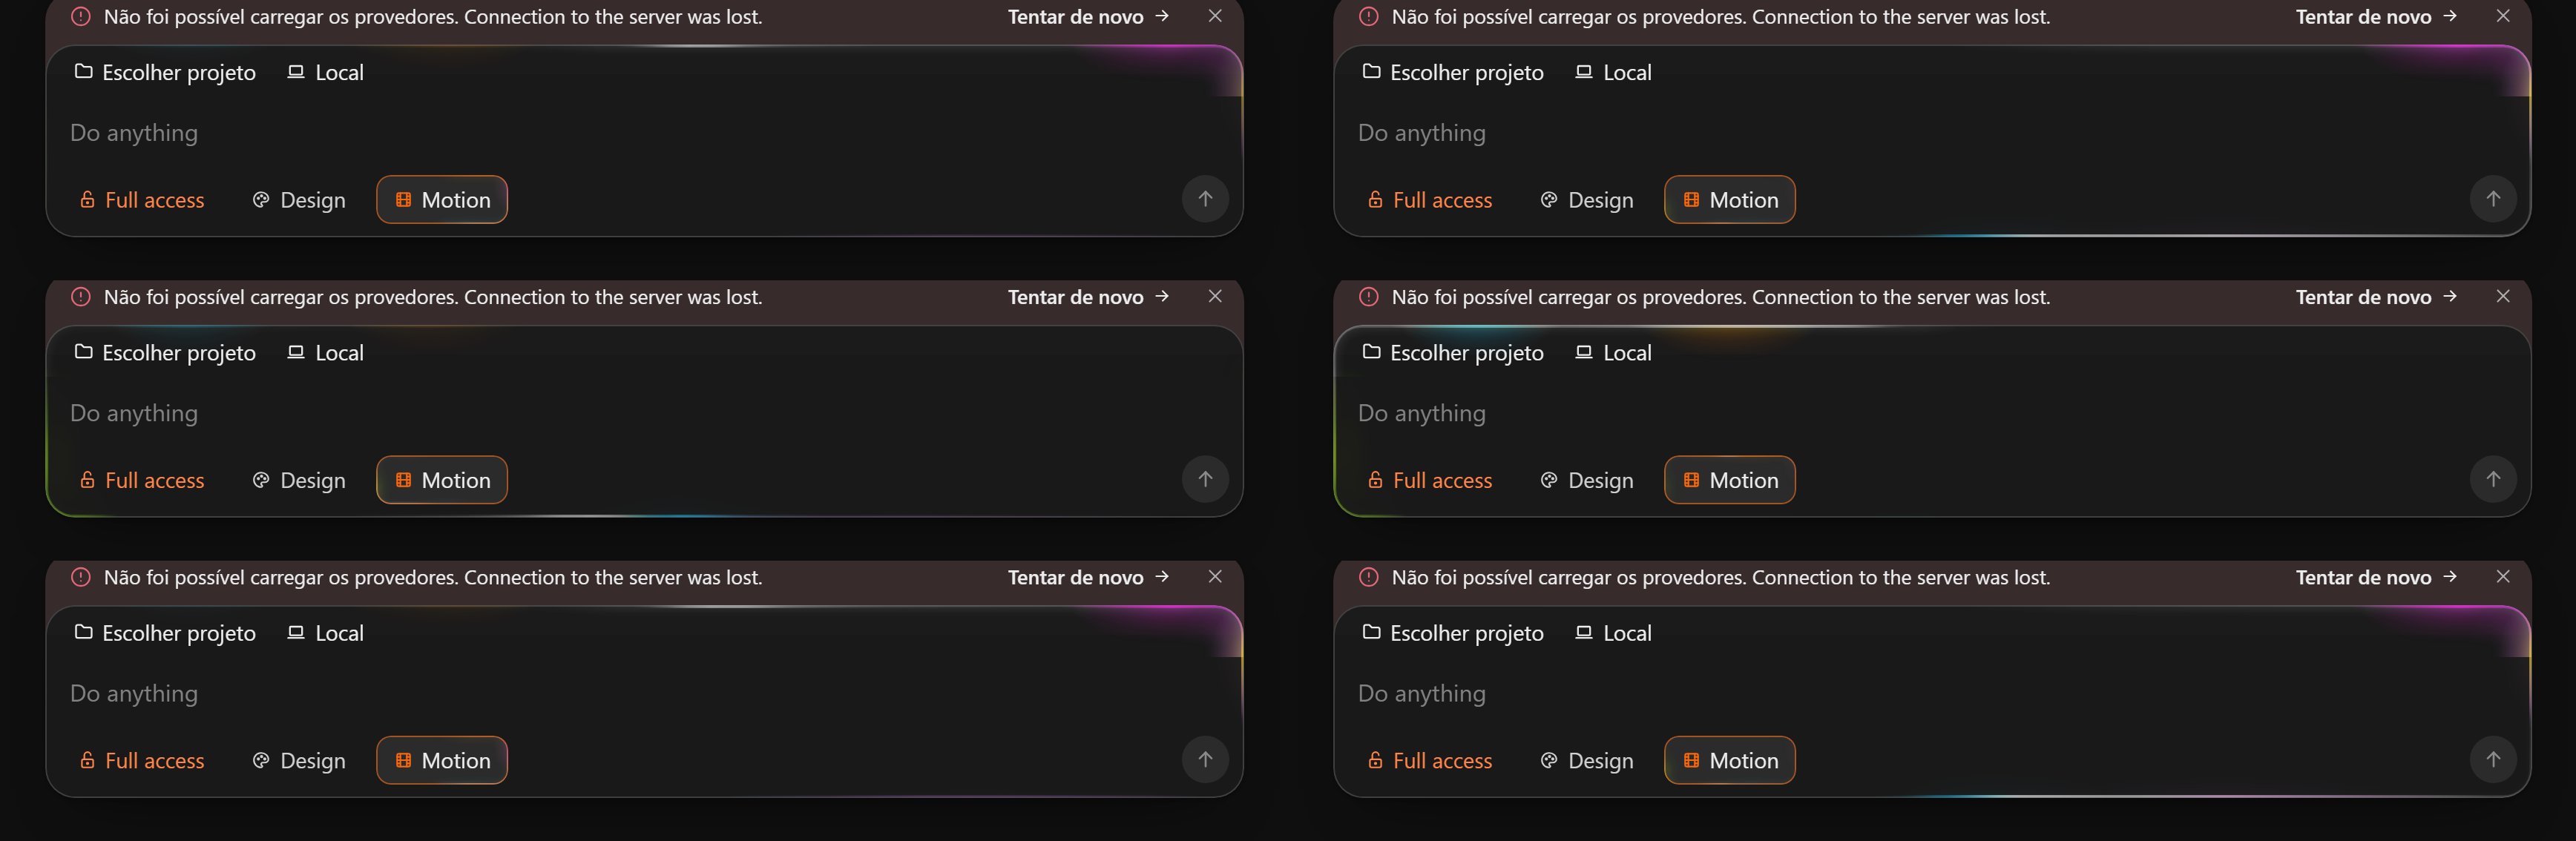 Não foi possível carregar os provedores. Connection to the server was lost. Tentar de novo →
Escolher projeto Local
Do anything
Full access Design Motion
Não foi possível carregar os provedores. Connection to the server was lost. Tentar de novo →
Escolher projeto Local
Do anything
Full access Design Motion
Não foi possível carregar os provedores. Connection to the server was lost. Tentar de novo →
Escolher projeto Local
Do anything
Full access Design Motion
Não foi possível carregar os provedores. Connection to the server was lost. Tentar de novo →
Escolher projeto Local
Do anything
Full access Design Motion
Não foi possível carregar os provedores. Connection to the server was lost. Tentar de novo →
Escolher projeto Local
Do anything
Full access Design Motion
Não foi possível carregar os provedores. Connection to the server was lost. Tentar de novo →
Escolher projeto Local
Do anything
Full access Design Motion